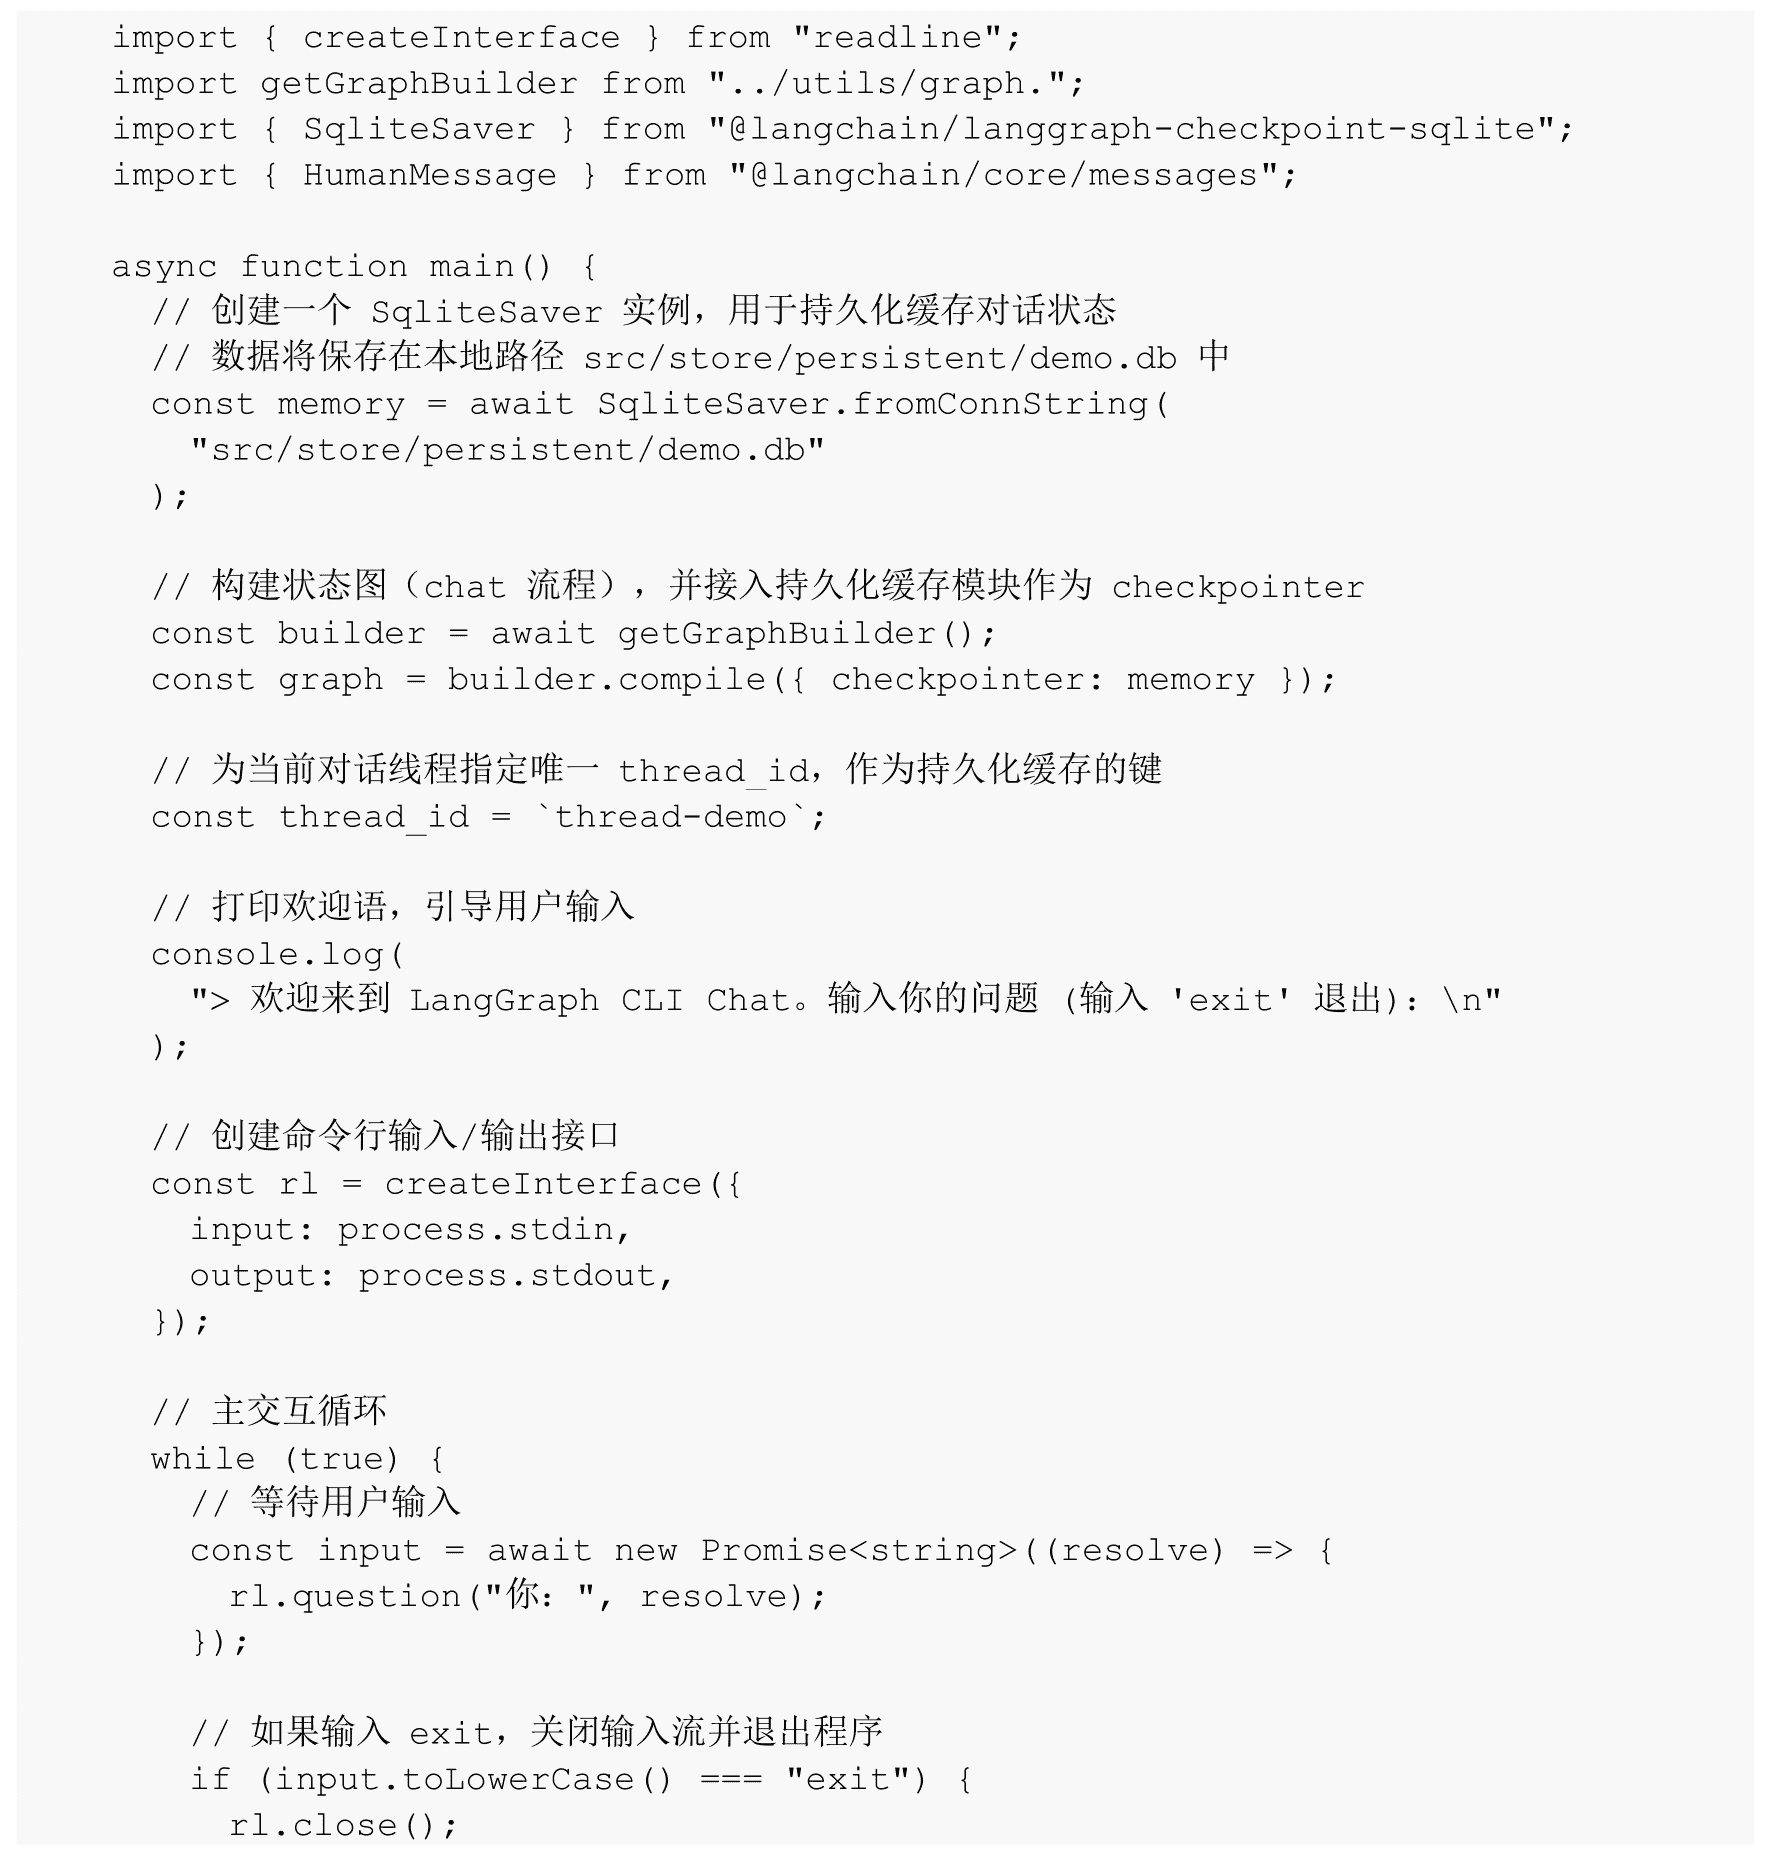 import { createInterface } from "readline";
import getGraphBuilder from "../utils/graph.";
import { SqliteSaver } from "@langchain/langgraph-checkpoint-sqlite";
import { HumanMessage } from "@langchain/core/messages";

async function main() {
  // 创建一个 SqliteSaver 实例，用于持久化缓存对话状态
  // 数据将保存在本地路径 src/store/persistent/demo.db 中
  const memory = await SqliteSaver.fromConnString(
    "src/store/persistent/demo.db"
  );

  // 构建状态图（chat 流程），并接入持久化缓存模块作为 checkpointer
  const builder = await getGraphBuilder();
  const graph = builder.compile({ checkpointer: memory });

  // 为当前对话线程指定唯一 thread_id，作为持久化缓存的键
  const thread_id = `thread-demo`;

  // 打印欢迎语，引导用户输入
  console.log(
    "> 欢迎来到 LangGraph CLI Chat。输入你的问题 (输入 'exit' 退出)：\n"
  );

  // 创建命令行输入/输出接口
  const rl = createInterface({
    input: process.stdin,
    output: process.stdout,
  });

  // 主交互循环
  while (true) {
    // 等待用户输入
    const input = await new Promise<string>((resolve) => {
      rl.question("你：", resolve);
    });

    // 如果输入 exit，关闭输入流并退出程序
    if (input.toLowerCase() === "exit") {
      rl.close();